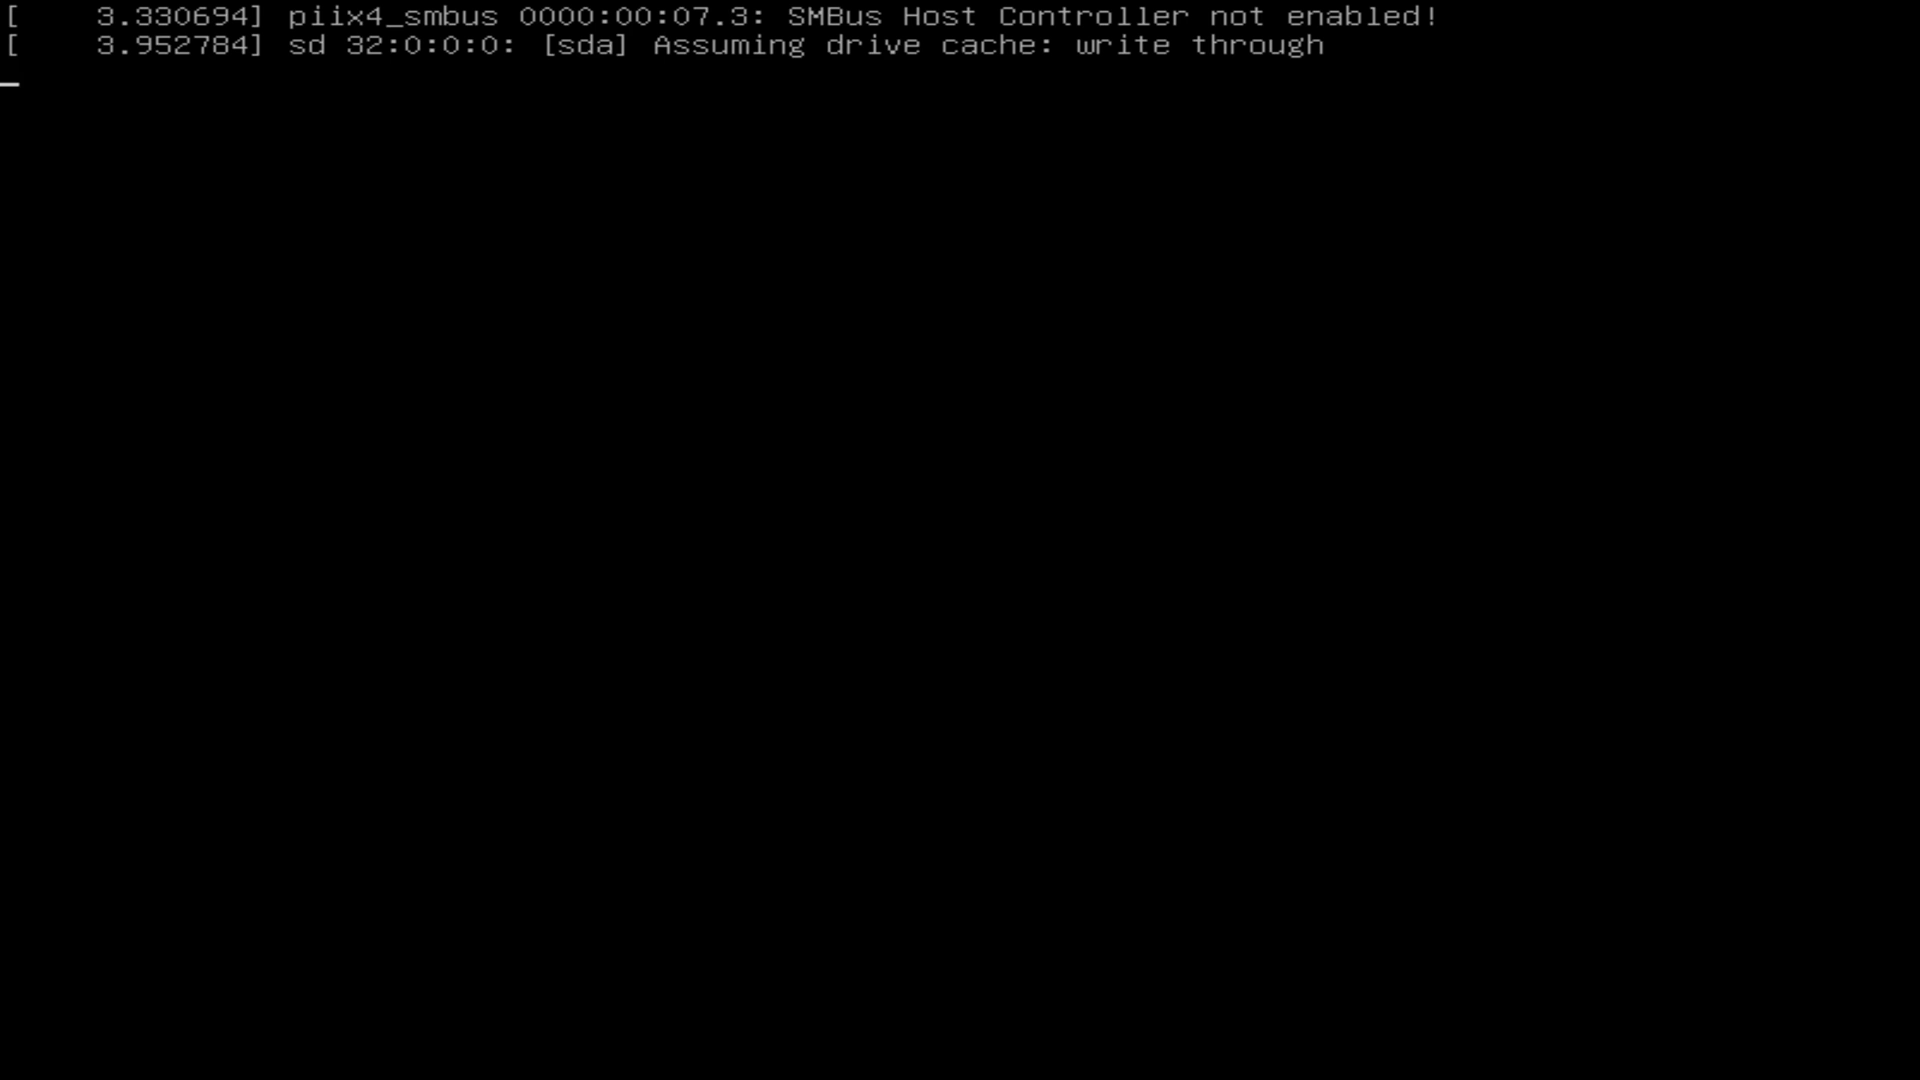 [    3.330694] piix4_smbus 0000:00:07.3: SMBus Host Controller not enabled!
[    3.952784] sd 32:0:0:0: [sda] Assuming drive cache: write through